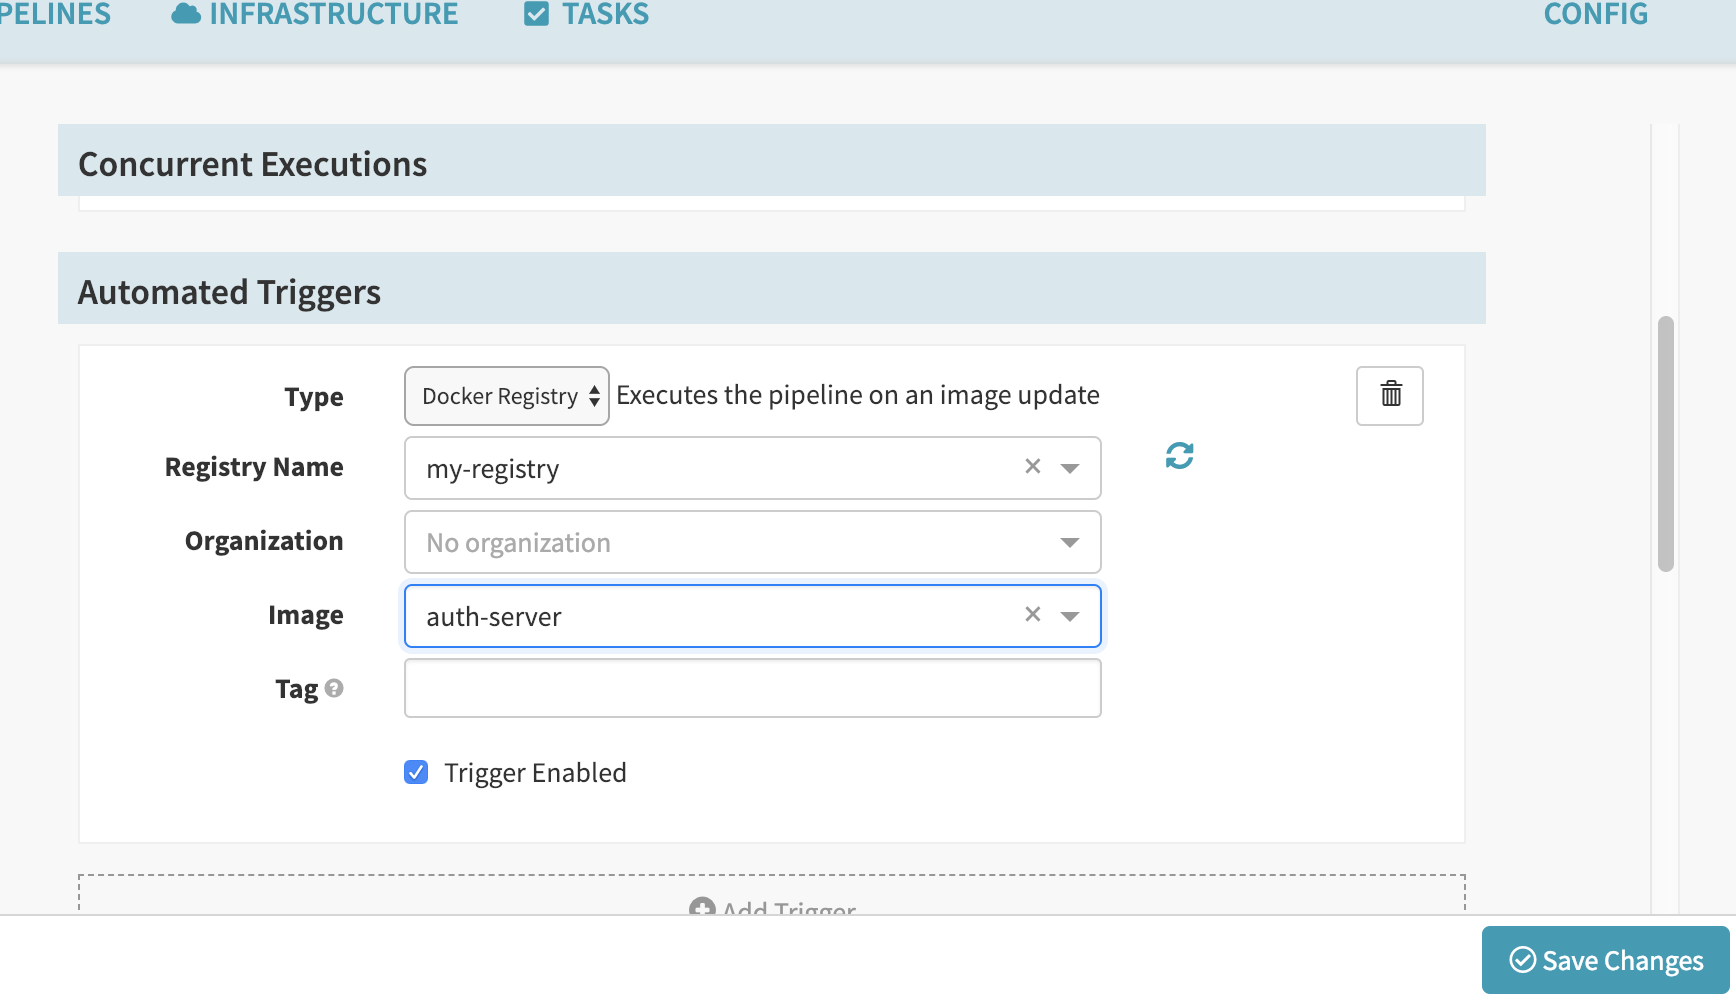 PELINES INFRASTRUCTURE TASKS CONFIG
Concurrent Executions
Automated Triggers
Type Docker Registry Executes the pipeline on an image update
Registry Name my-registry
Organization No organization
Image auth-server
Tag ?
Trigger Enabled
Add Trigger
Save Changes